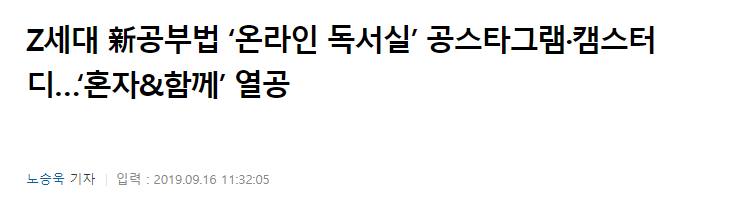 Z세대 新공부법 ‘온라인 독서실’ 공스타그램·캠스터
디…‘혼자&함께’ 열공
노승욱 기자 | 입력 : 2019.09.16 11:32:05